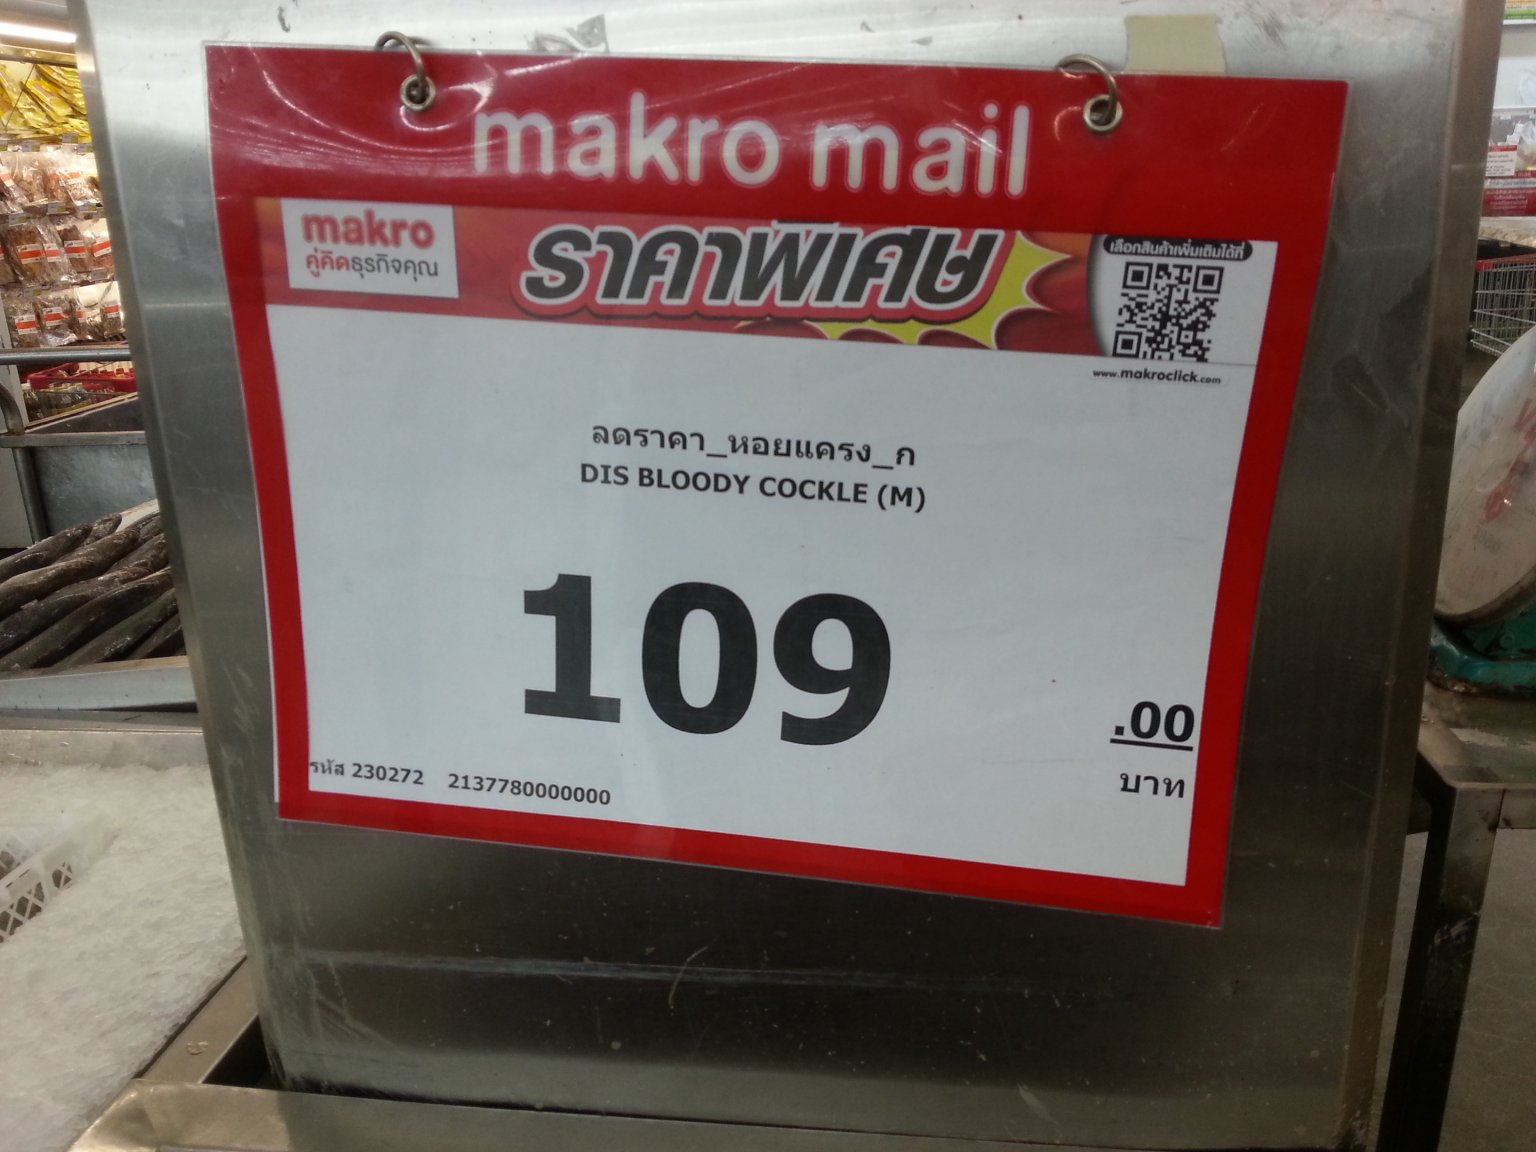 makro mail
makro
คู่คิดธุรกิจคุณ
ราคาพิเศษ
เลือกสินค้าเพิ่มเติมได้ที่
www.makroclick.com
ลดราคา_หอยแครง_ก
DIS BLOODY COCKLE (M)
109
.00
บาท
รหัส 230272 2137780000000